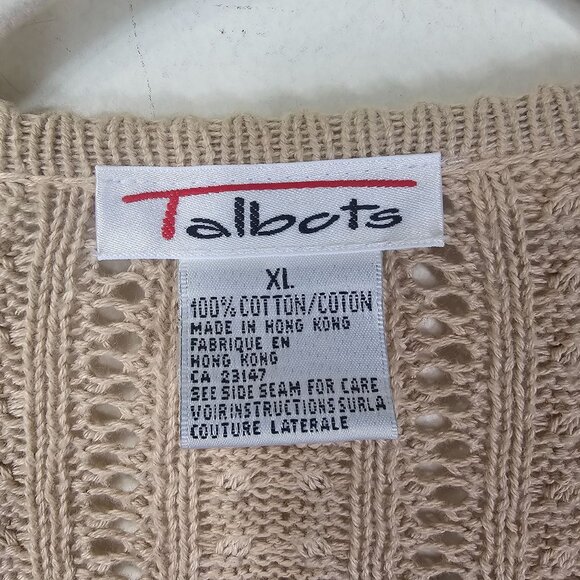 Talbots
XL
100% COTTON/COTON
MADE IN HONG KONG
FABRIQUE EN
HONG KONG
CA 23147
SEE SIDE SEAM FOR CARE
VOIR INSTRUCTIONS SUR LA
COUTURE LATERALE